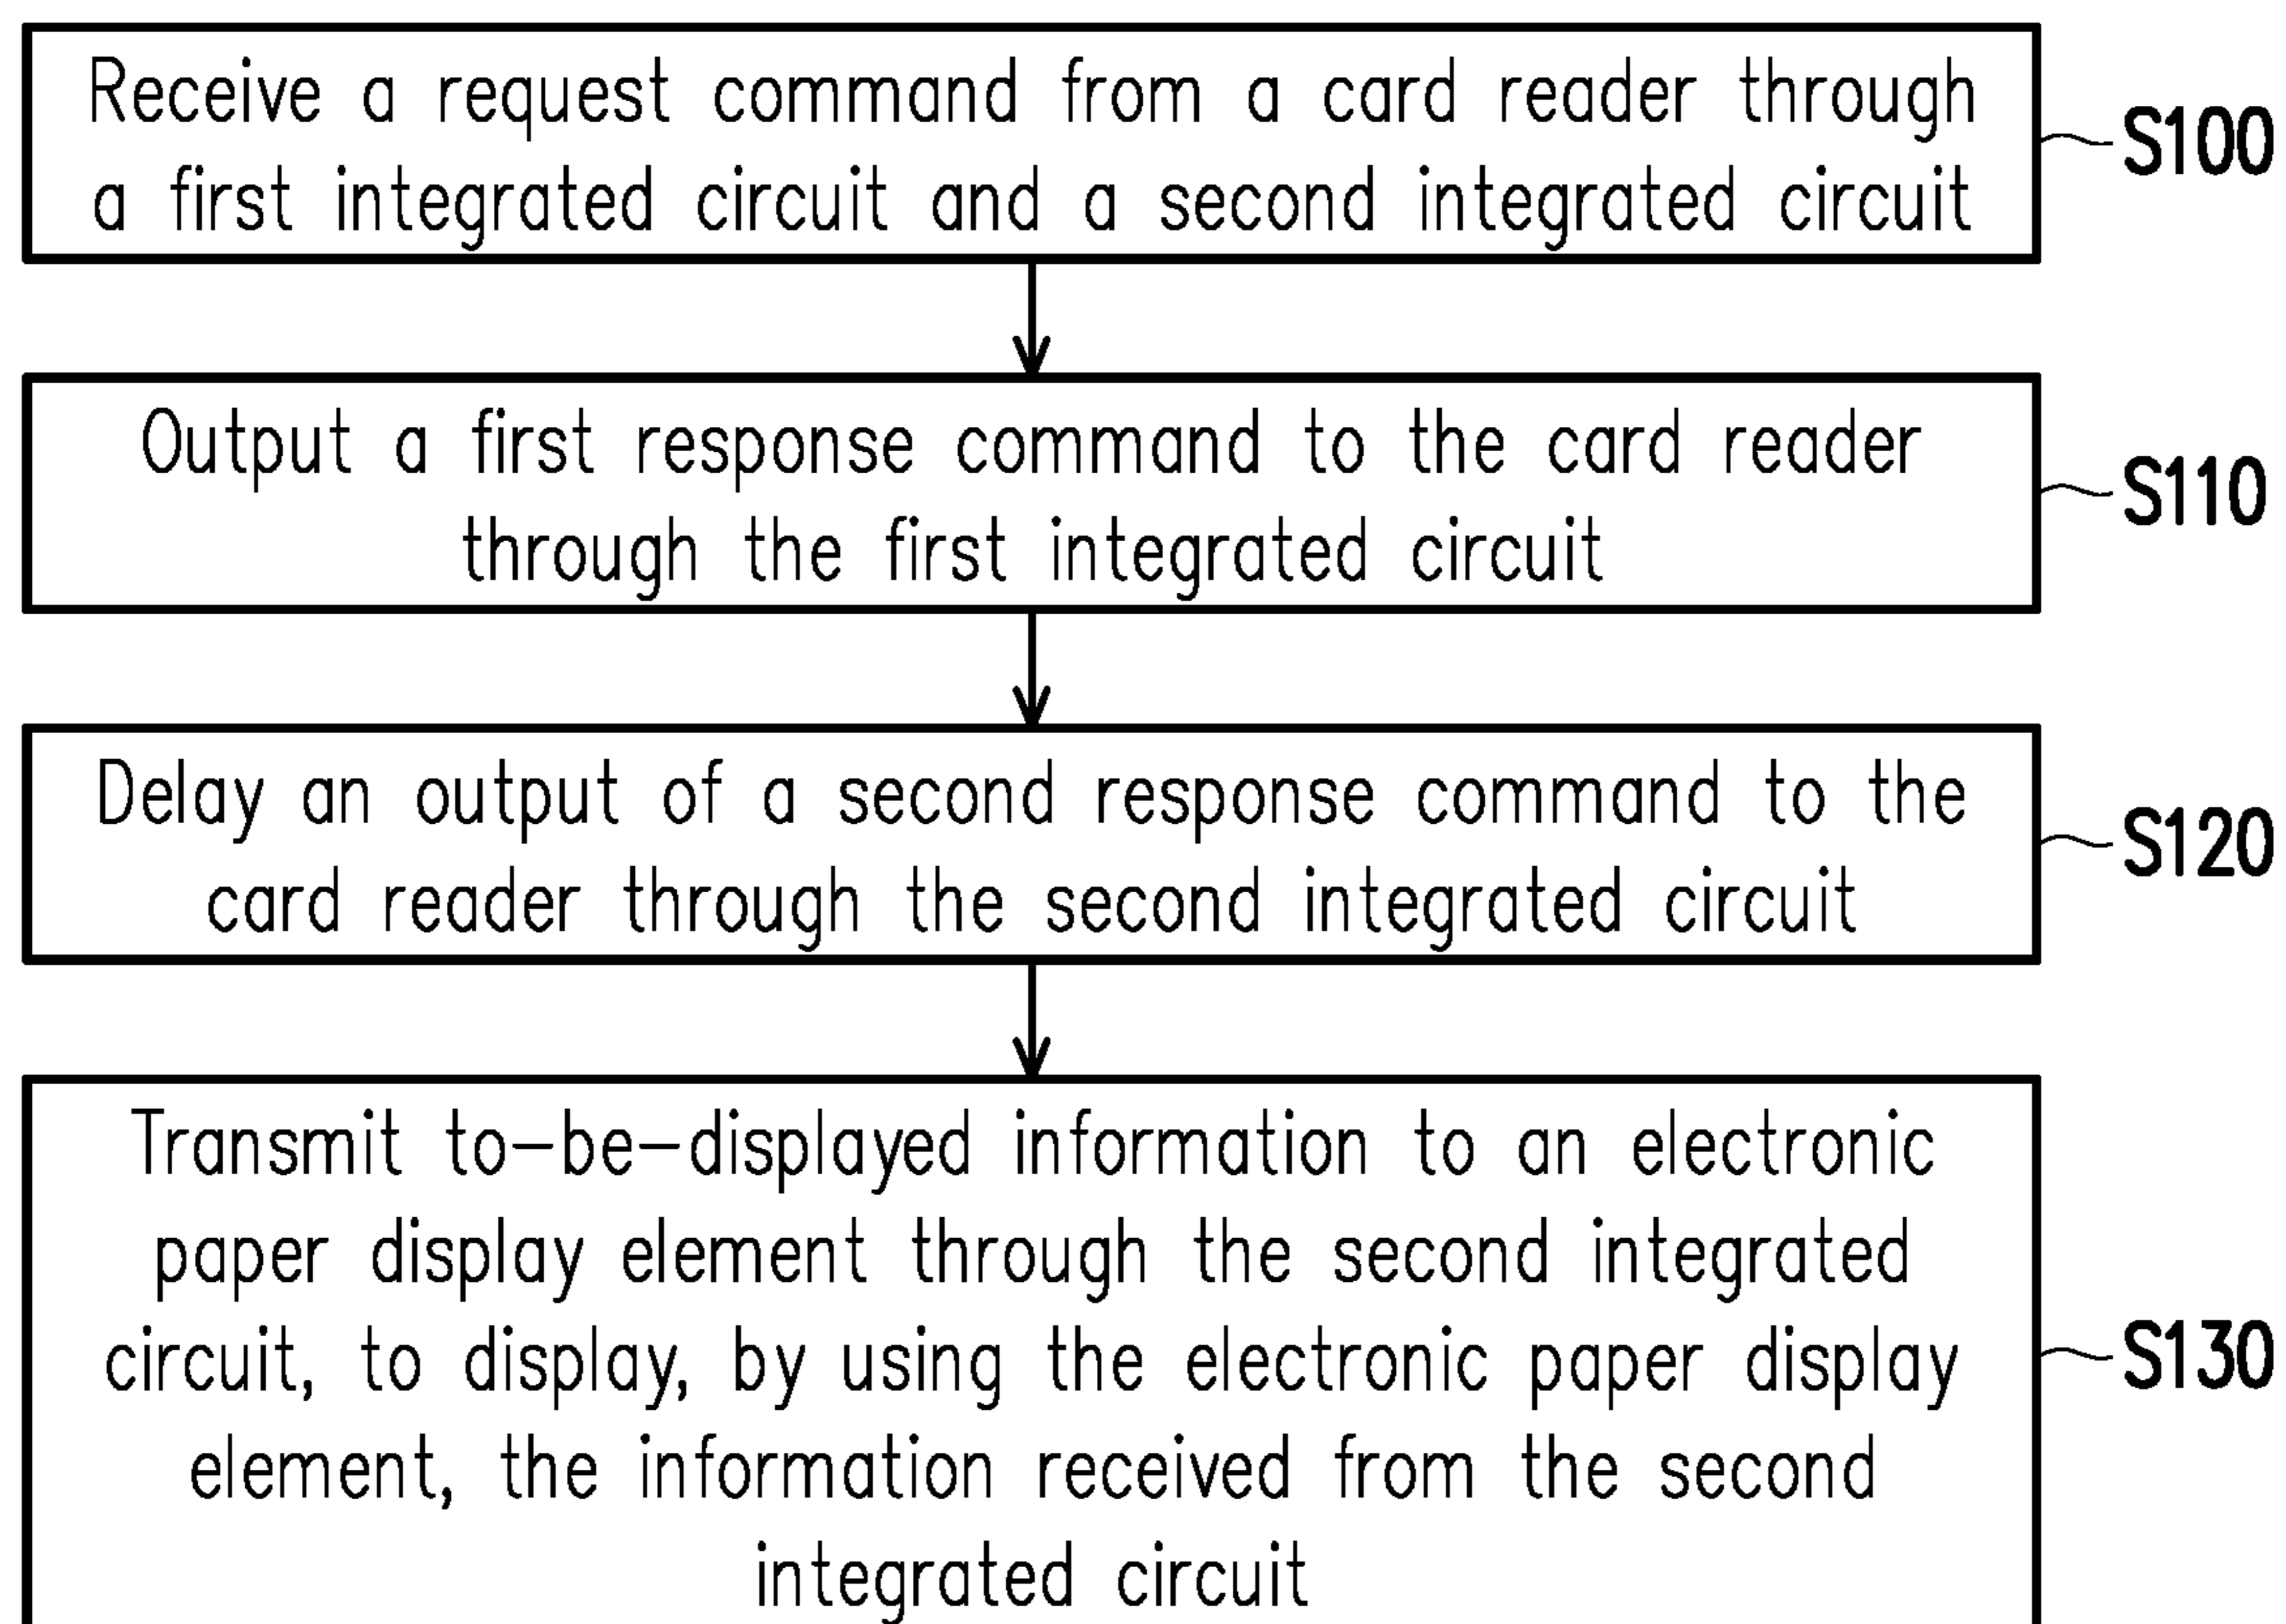 Receive a request command from a card reader through
a first integrated circuit and a second integrated circuit
S100
Output a first response command to the card reader
through the first integrated circuit
S110
Delay an output of a second response command to the
card reader through the second integrated circuit
S120
Transmit to-be-displayed information to an electronic
paper display element through the second integrated
circuit, to display, by using the electronic paper display
element, the information received from the second
integrated circuit
S130